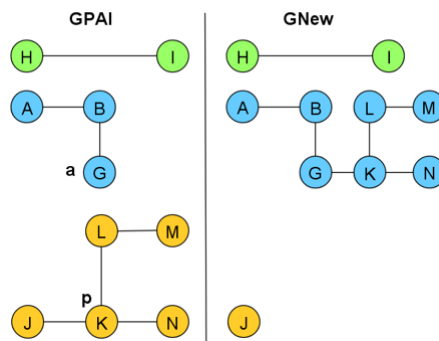 GPAI GNew
H I H I
A B A B L M
a G G K N
L M
p
J K N J